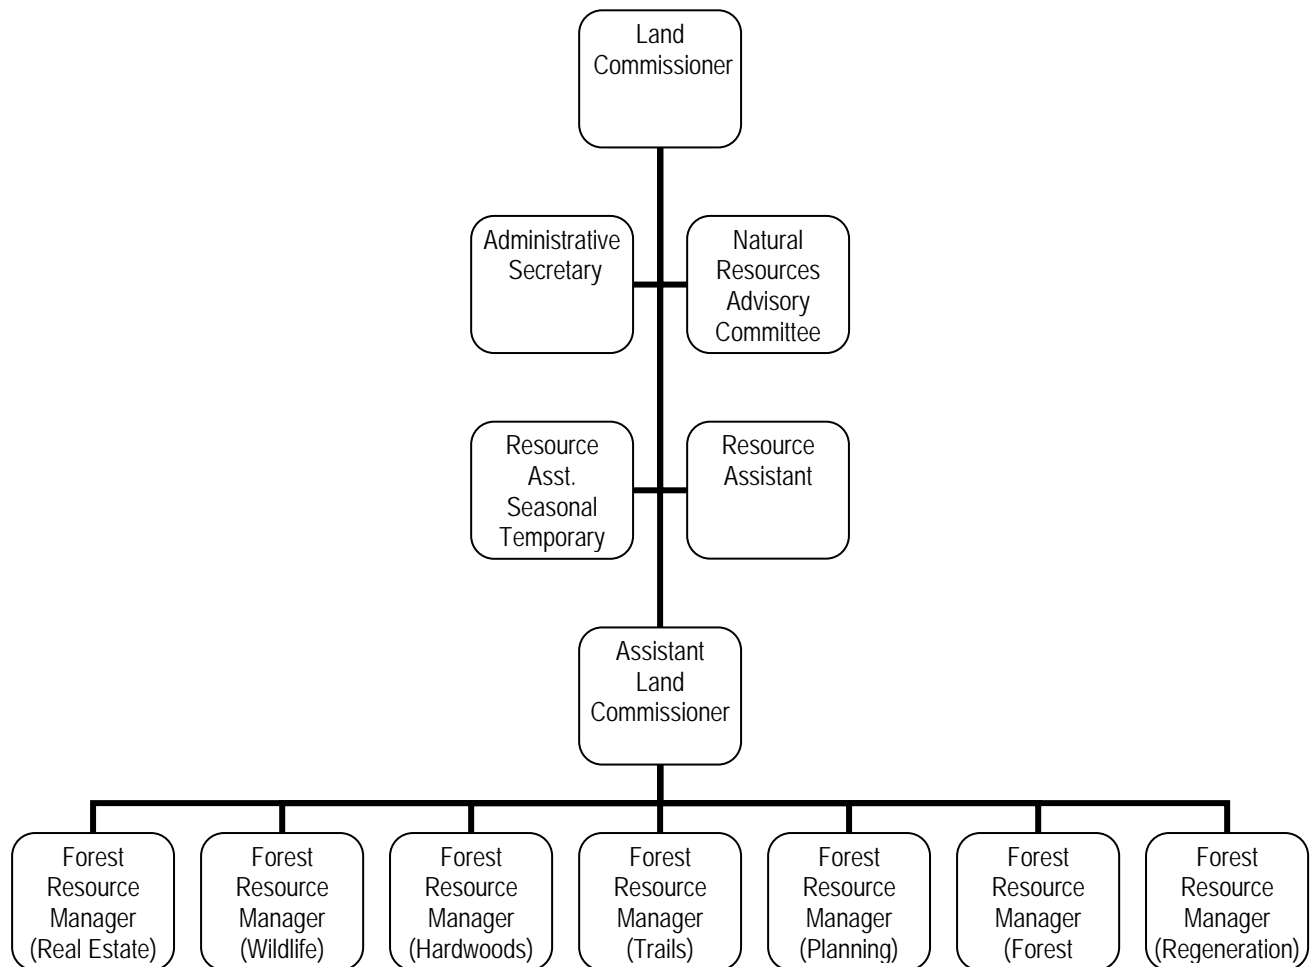 Land
Commissioner
Administrative
Secretary
Natural
Resources
Advisory
Committee
Resource
Asst.
Seasonal
Temporary
Resource
Assistant
Assistant
Land
Commissioner
Forest
Resource
Manager
(Real Estate)
Forest
Resource
Manager
(Wildlife)
Forest
Resource
Manager
(Hardwoods)
Forest
Resource
Manager
(Trails)
Forest
Resource
Manager
(Planning)
Forest
Resource
Manager
(Forest
Forest
Resource
Manager
(Regeneration)